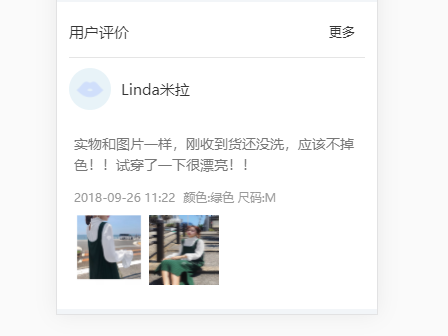 用户评价 更多
Linda米拉
实物和图片一样，刚收到货还没洗，应该不掉
色！！试穿了一下很漂亮！！
2018-09-26 11:22 颜色:绿色 尺码:M